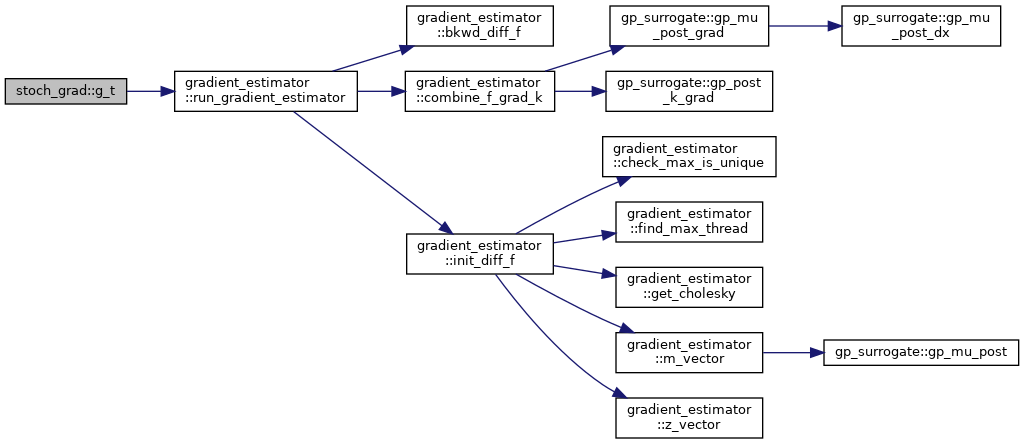 stoch_grad::g_t
gradient_estimator
::run_gradient_estimator
gradient_estimator
::bkwd_diff_f
gradient_estimator
::combine_f_grad_k
gp_surrogate::gp_mu
_post_grad
gp_surrogate::gp_mu
_post_dx
gp_surrogate::gp_post
_k_grad
gradient_estimator
::init_diff_f
gradient_estimator
::check_max_is_unique
gradient_estimator
::find_max_thread
gradient_estimator
::get_cholesky
gradient_estimator
::m_vector
gp_surrogate::gp_mu_post
gradient_estimator
::z_vector